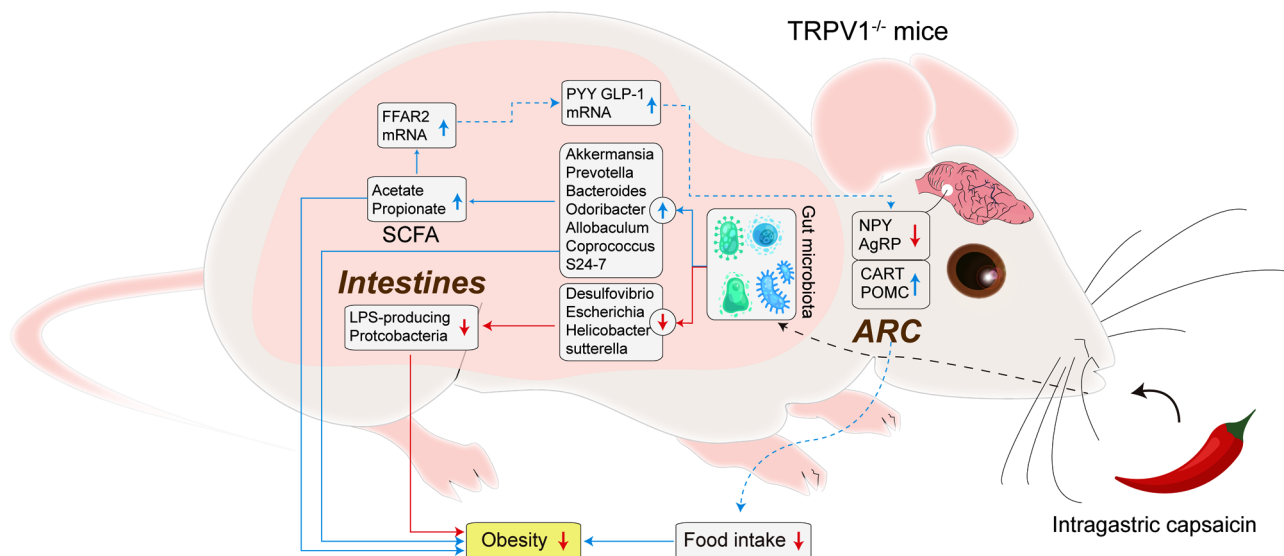 TRPV1-/- mice
PYY GLP-1
mRNA
FFAR2
mRNA
Akkermansia
Prevotella
Bacteroides
Odoribacter
Allobaculum
Coprococcus
S24-7
Acetate
Propionate
SCFA
Gut microbiota
NPY
AgRP
CART
POMC
ARC
Intestines
LPS-producing
Protcobacteria
Desulfovibrio
Escherichia
Helicobacter
sutterella
Obesity
Food intake
Intragastric capsaicin